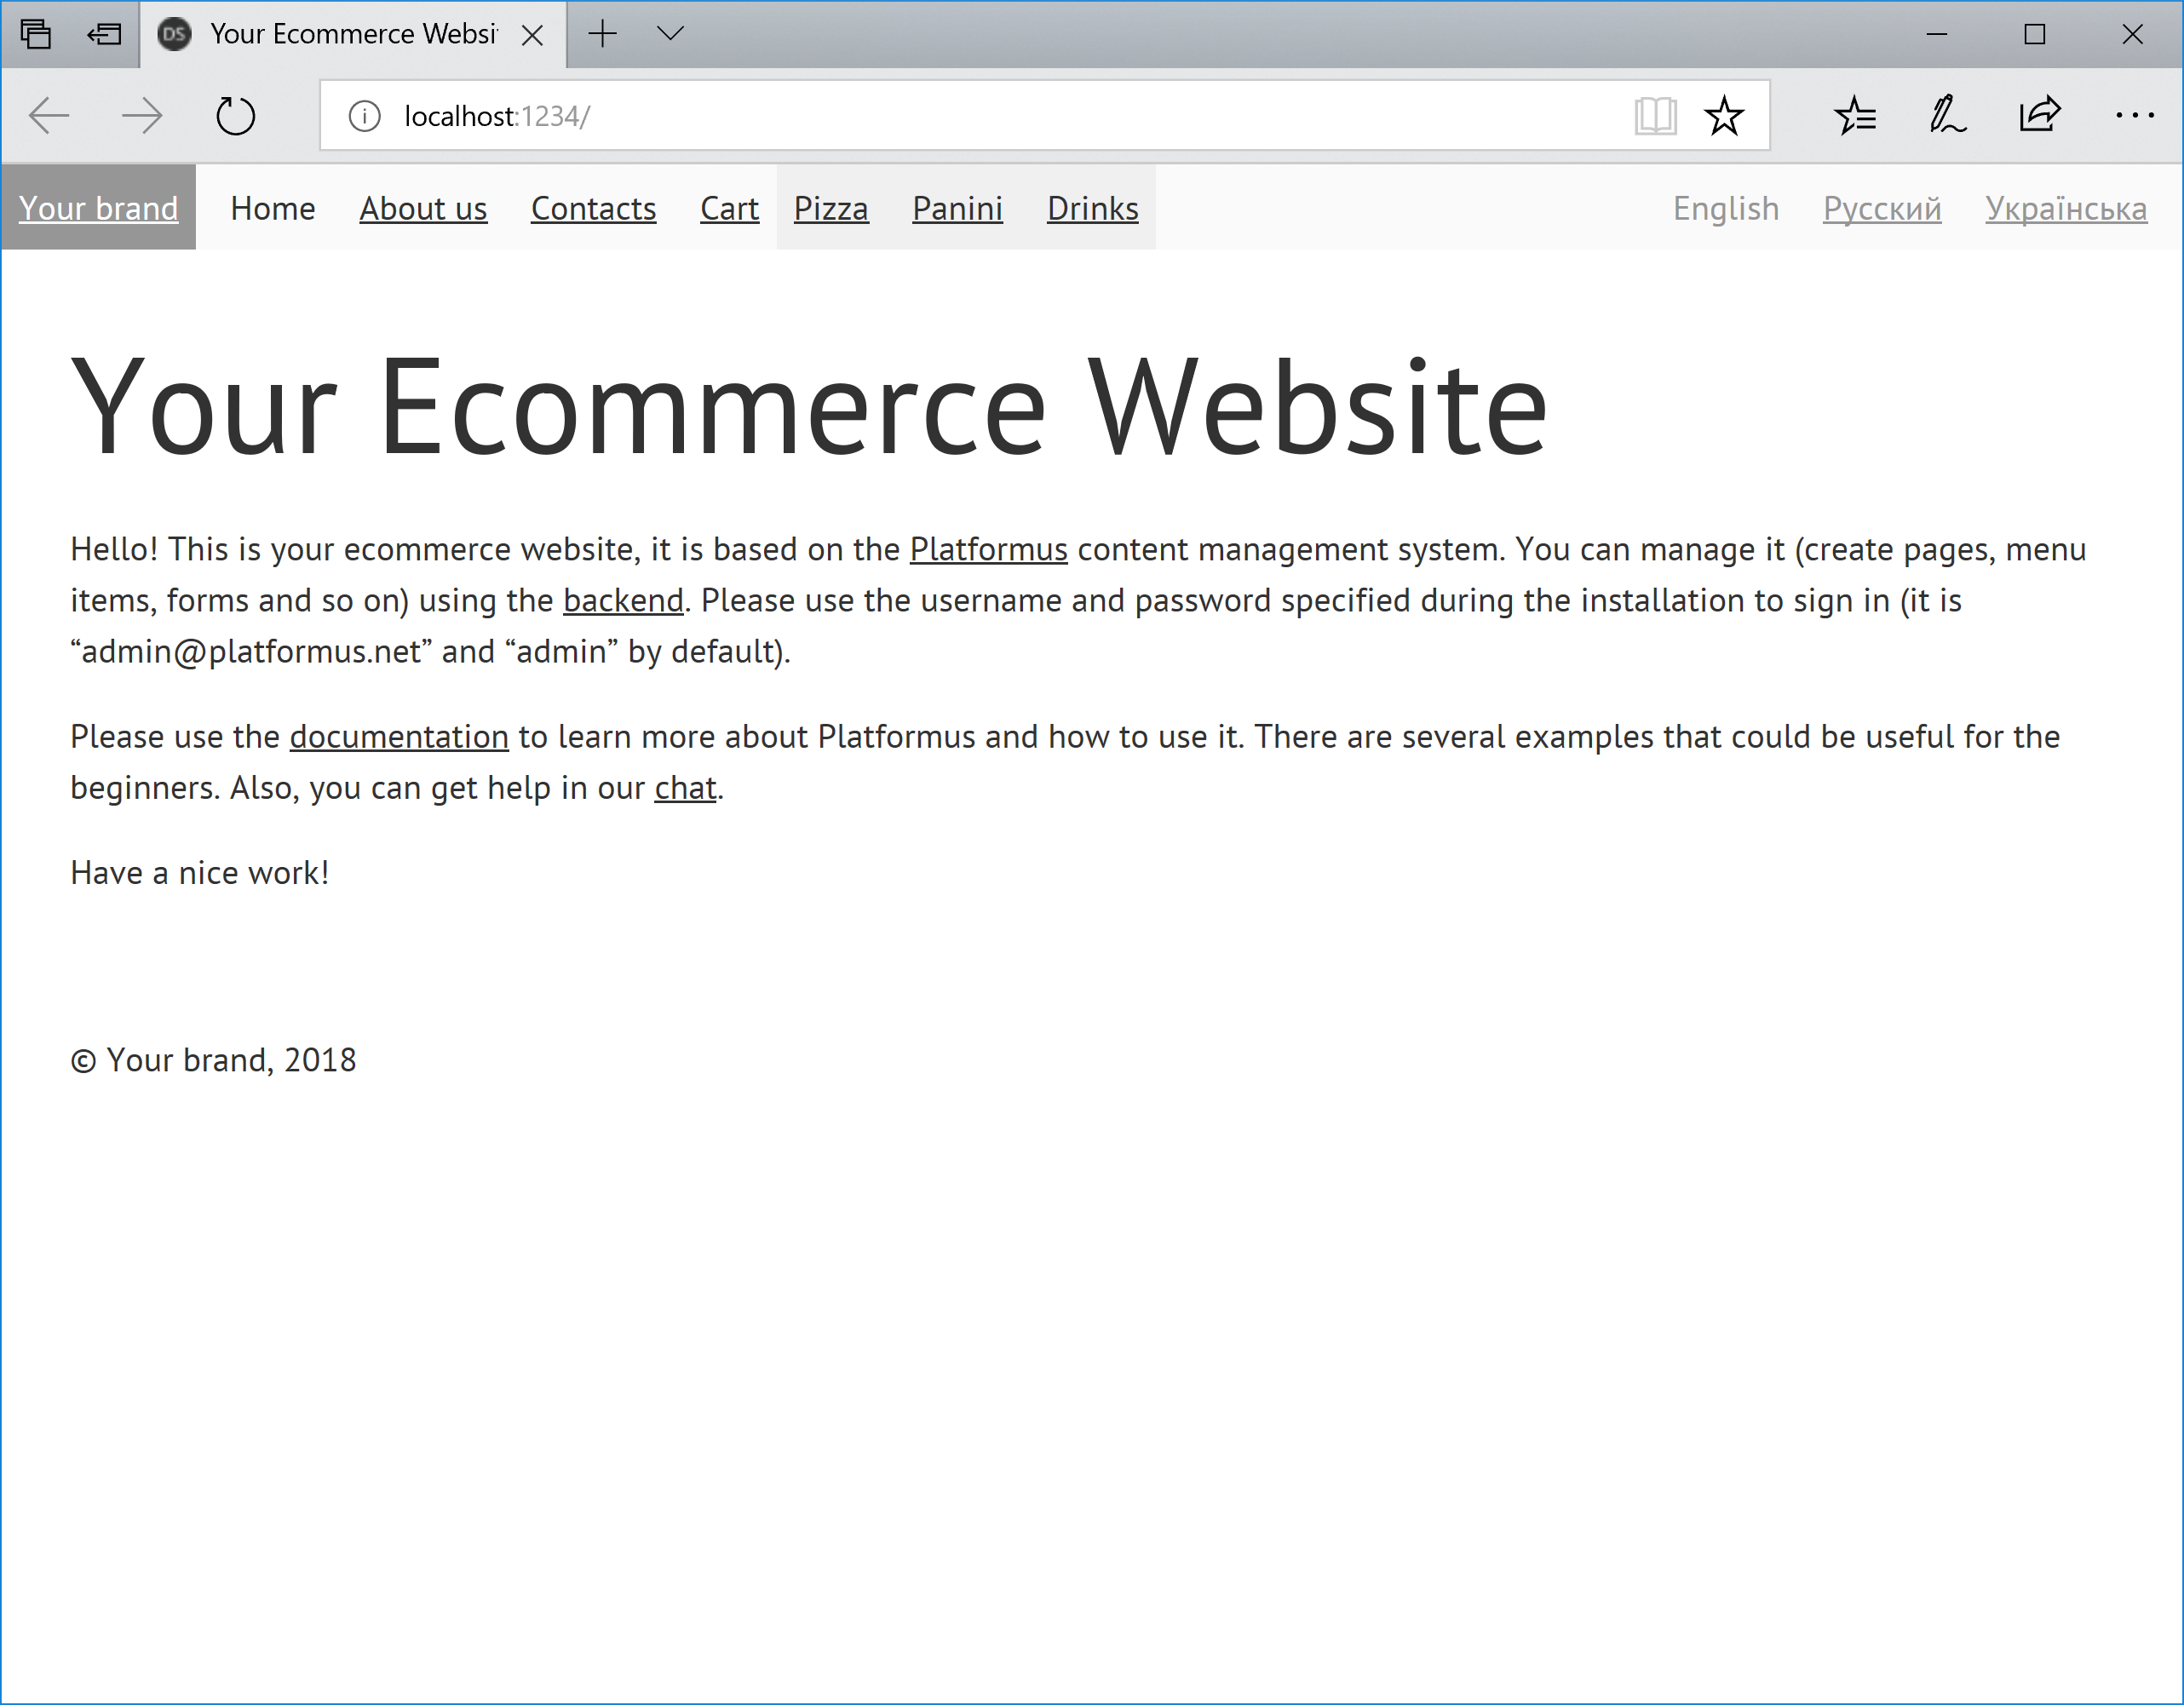 DS Your Ecommerce Websi
localhost:1234/
Your brand Home About us Contacts Cart Pizza Panini Drinks English Русский Українська
Your Ecommerce Website
Hello! This is your ecommerce website, it is based on the Platformus content management system. You can manage it (create pages, menu
items, forms and so on) using the backend. Please use the username and password specified during the installation to sign in (it is
“admin@platformus.net” and “admin” by default).
Please use the documentation to learn more about Platformus and how to use it. There are several examples that could be useful for the
beginners. Also, you can get help in our chat.
Have a nice work!
© Your brand, 2018